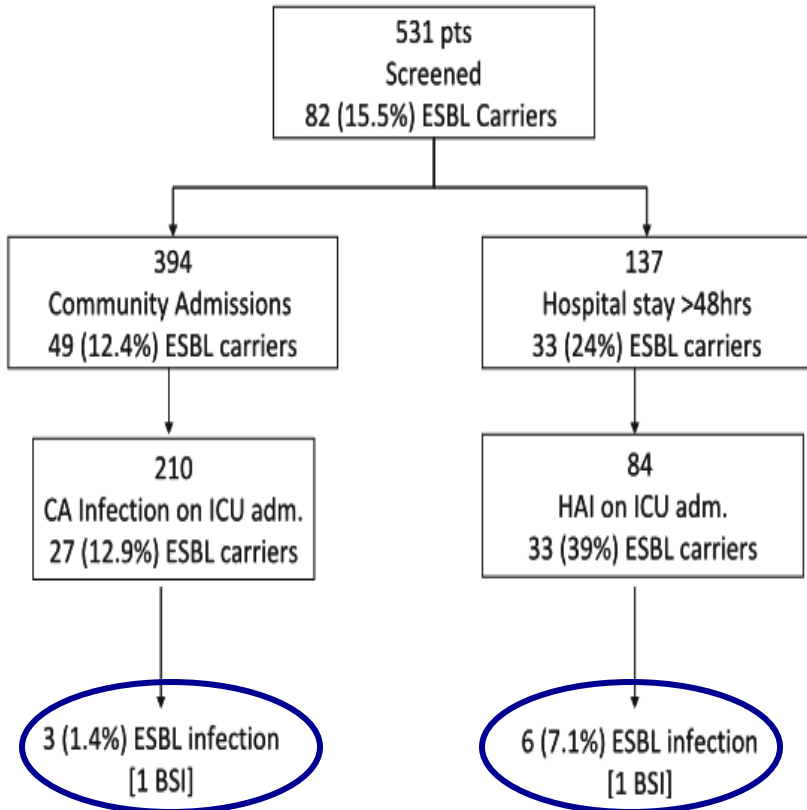 531 pts
Screened
82 (15.5%) ESBL Carriers
394
Community Admissions
49 (12.4%) ESBL carriers
137
Hospital stay >48hrs
33 (24%) ESBL carriers
210
CA Infection on ICU adm.
27 (12.9%) ESBL carriers
84
HAI on ICU adm.
33 (39%) ESBL carriers
3 (1.4%) ESBL infection
[1 BSI]
6 (7.1%) ESBL infection
[1 BSI]